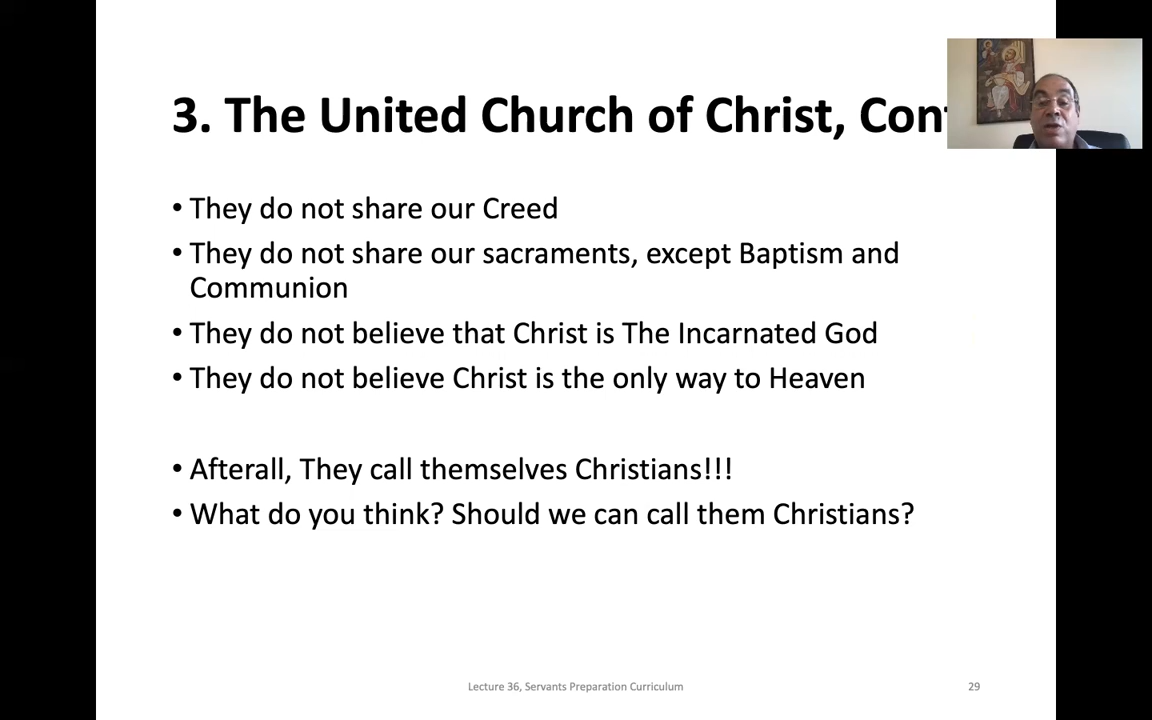 3. The United Church of Christ, Con
• They do not share our Creed
• They do not share our sacraments, except Baptism and
Communion
• They do not believe that Christ is The Incarnated God
• They do not believe Christ is the only way to Heaven
• Afterall, They call themselves Christians!!!
• What do you think? Should we can call them Christians?
Lecture 36, Servants Preparation Curriculum
29